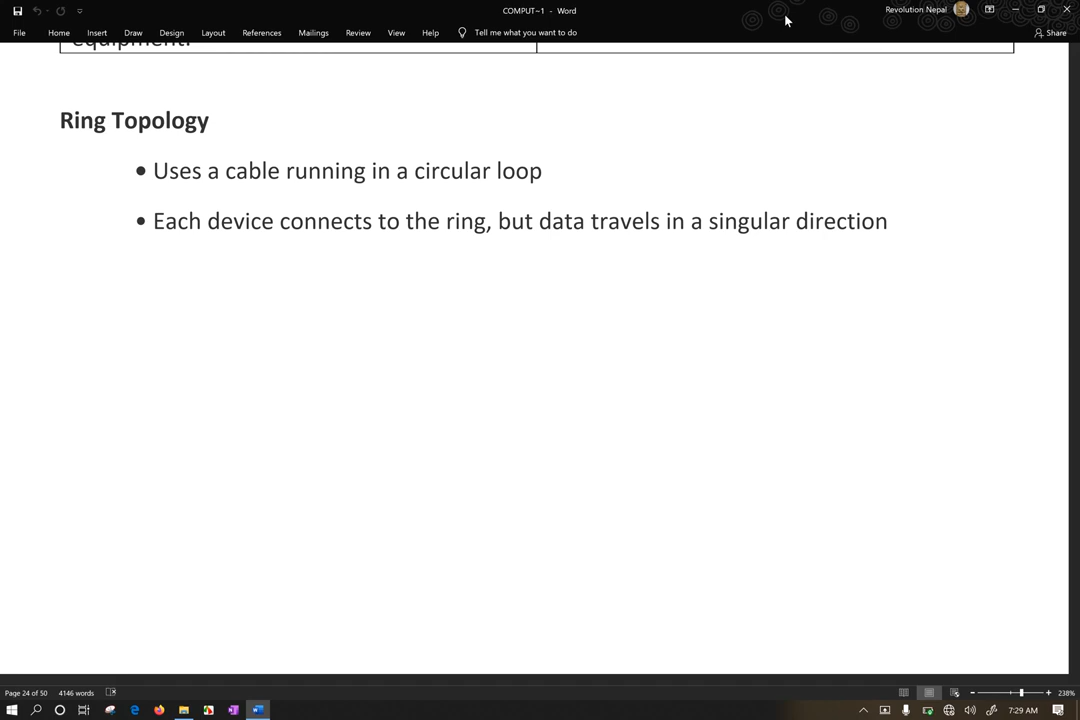 COMPUT~1 - Word
Revolution Nepal
File Home Insert Draw Design Layout References Mailings Review View Help Tell me what you want to do Share
equipment.
Ring Topology
• Uses a cable running in a circular loop
• Each device connects to the ring, but data travels in a singular direction
Page 24 of 50 4146 words 238%
7:29 AM